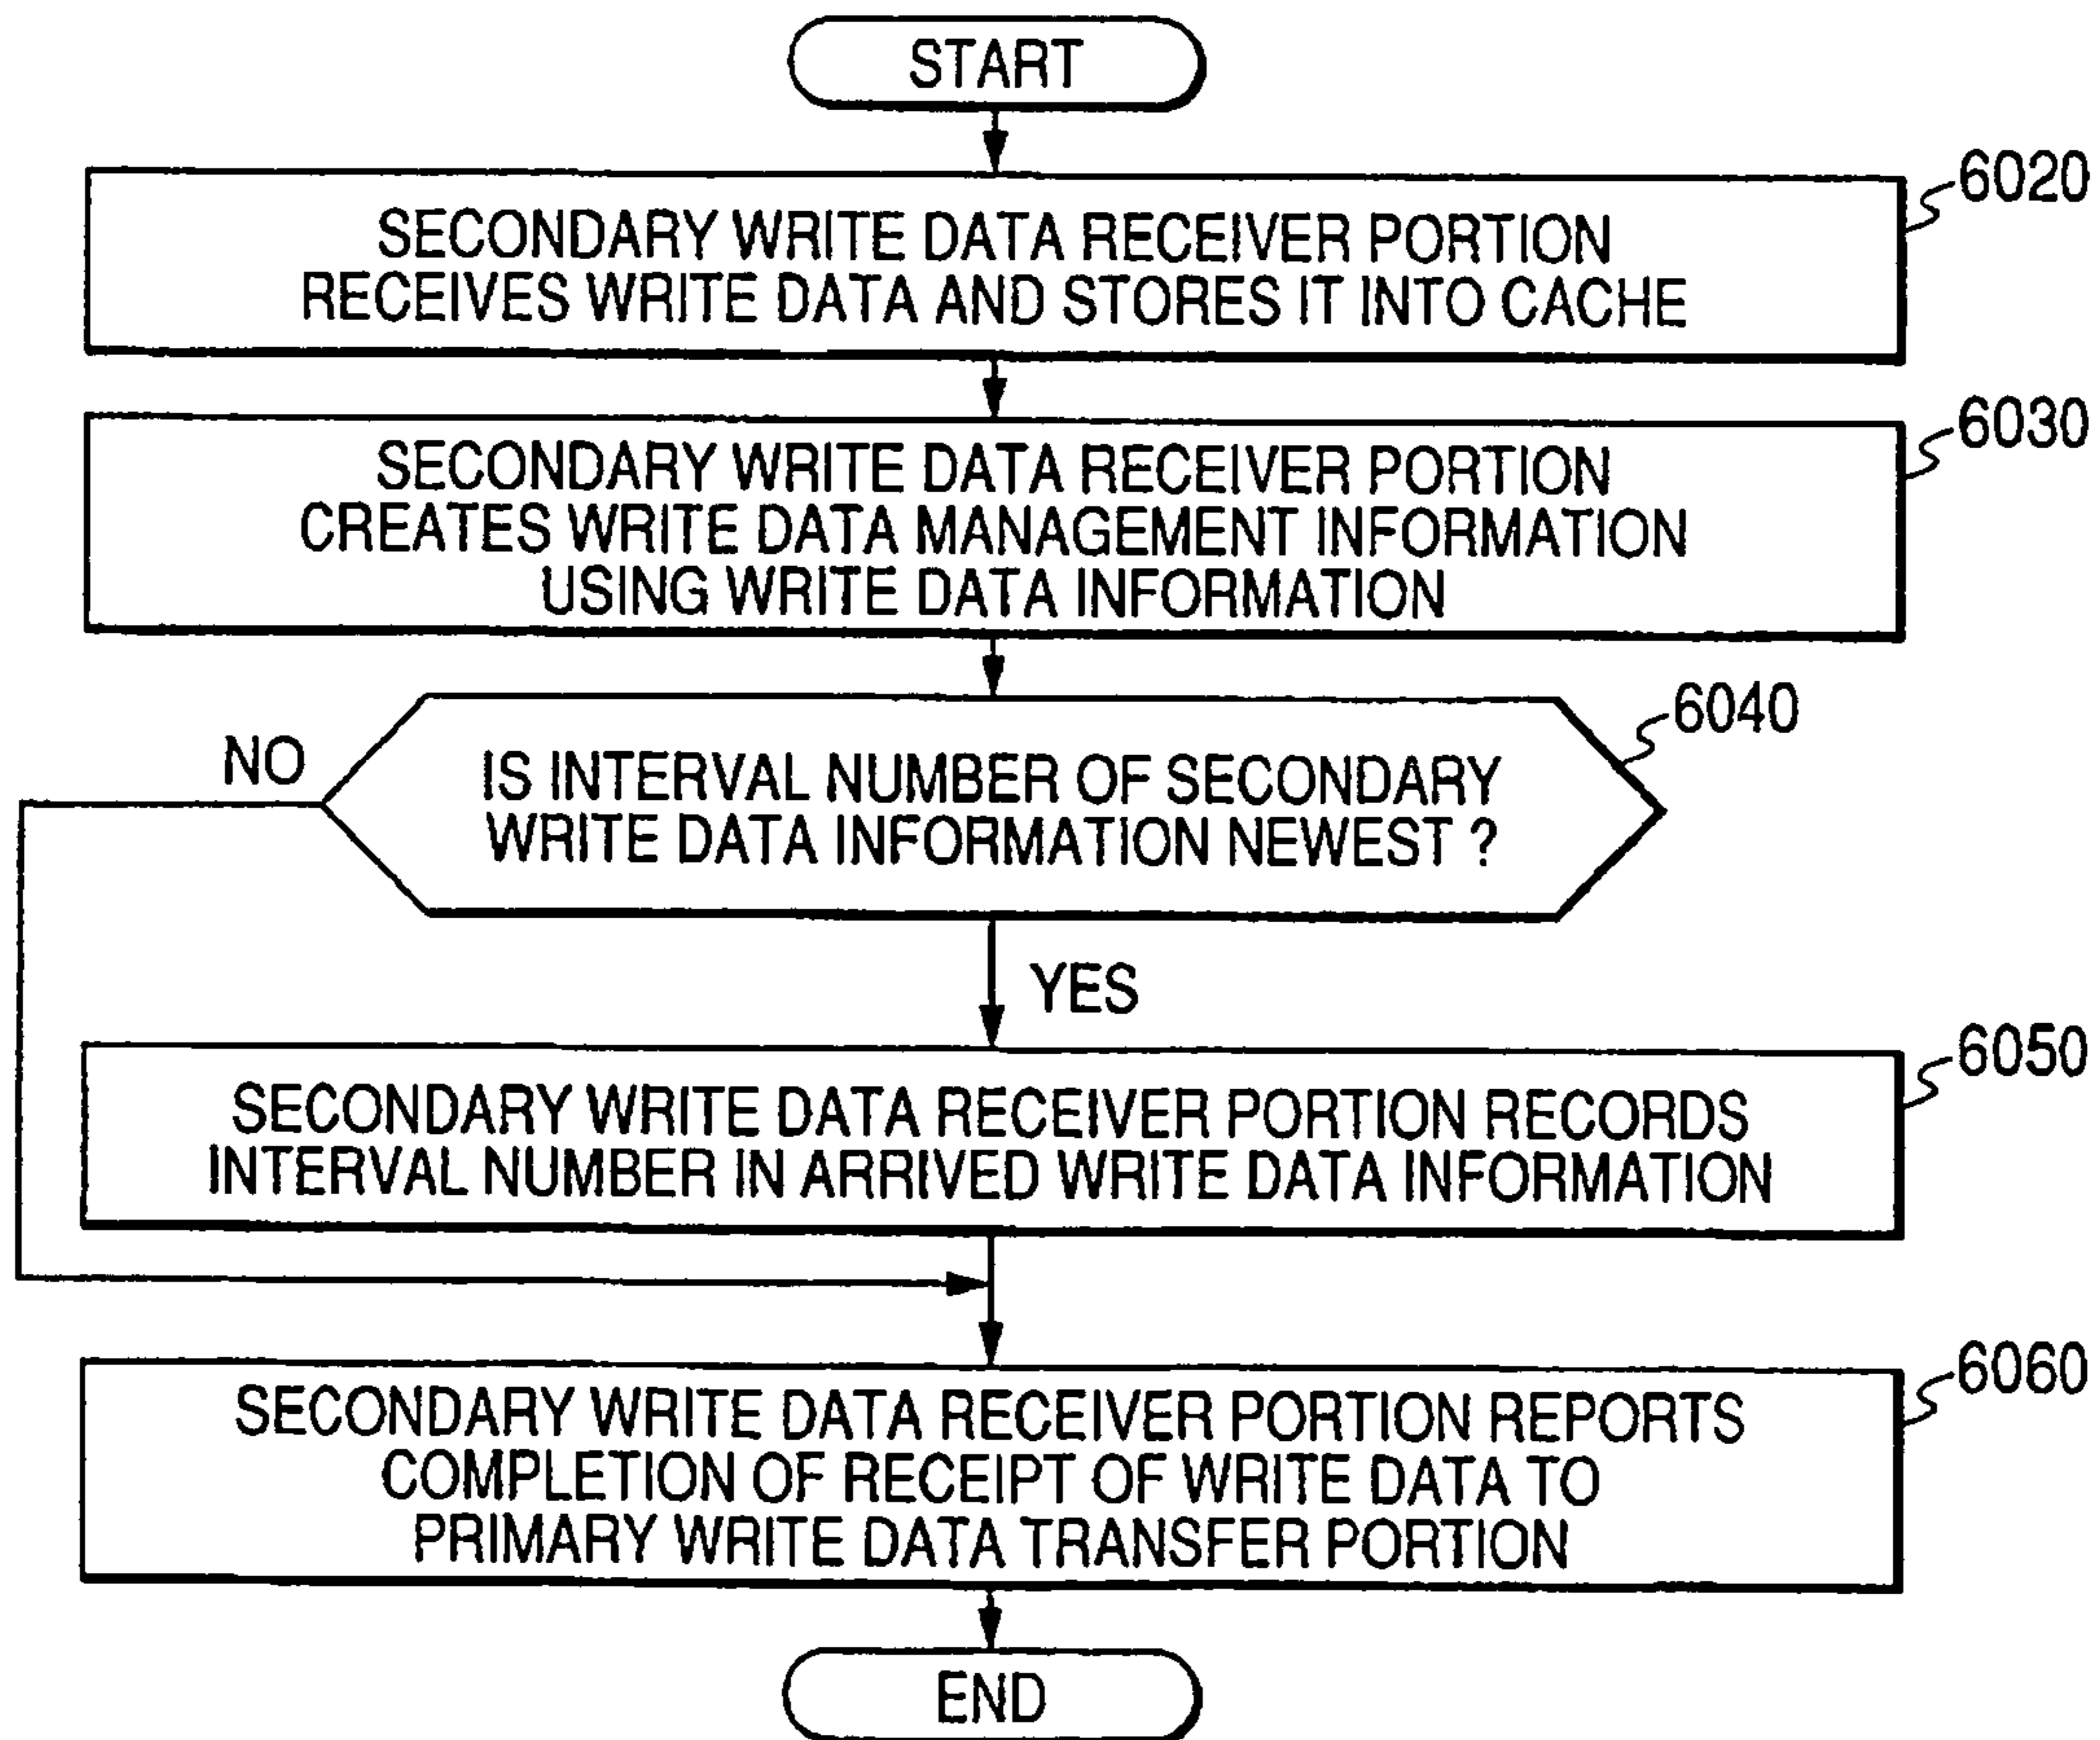 START
6020
SECONDARY WRITE DATA RECEIVER PORTION
RECEIVES WRITE DATA AND STORES IT INTO CACHE
6030
SECONDARY WRITE DATA RECEIVER PORTION
CREATES WRITE DATA MANAGEMENT INFORMATION
USING WRITE DATA INFORMATION
6040
NO
IS INTERVAL NUMBER OF SECONDARY
WRITE DATA INFORMATION NEWEST ?
YES
6050
SECONDARY WRITE DATA RECEIVER PORTION RECORDS
INTERVAL NUMBER IN ARRIVED WRITE DATA INFORMATION
6060
SECONDARY WRITE DATA RECEIVER PORTION REPORTS
COMPLETION OF RECEIPT OF WRITE DATA TO
PRIMARY WRITE DATA TRANSFER PORTION
END